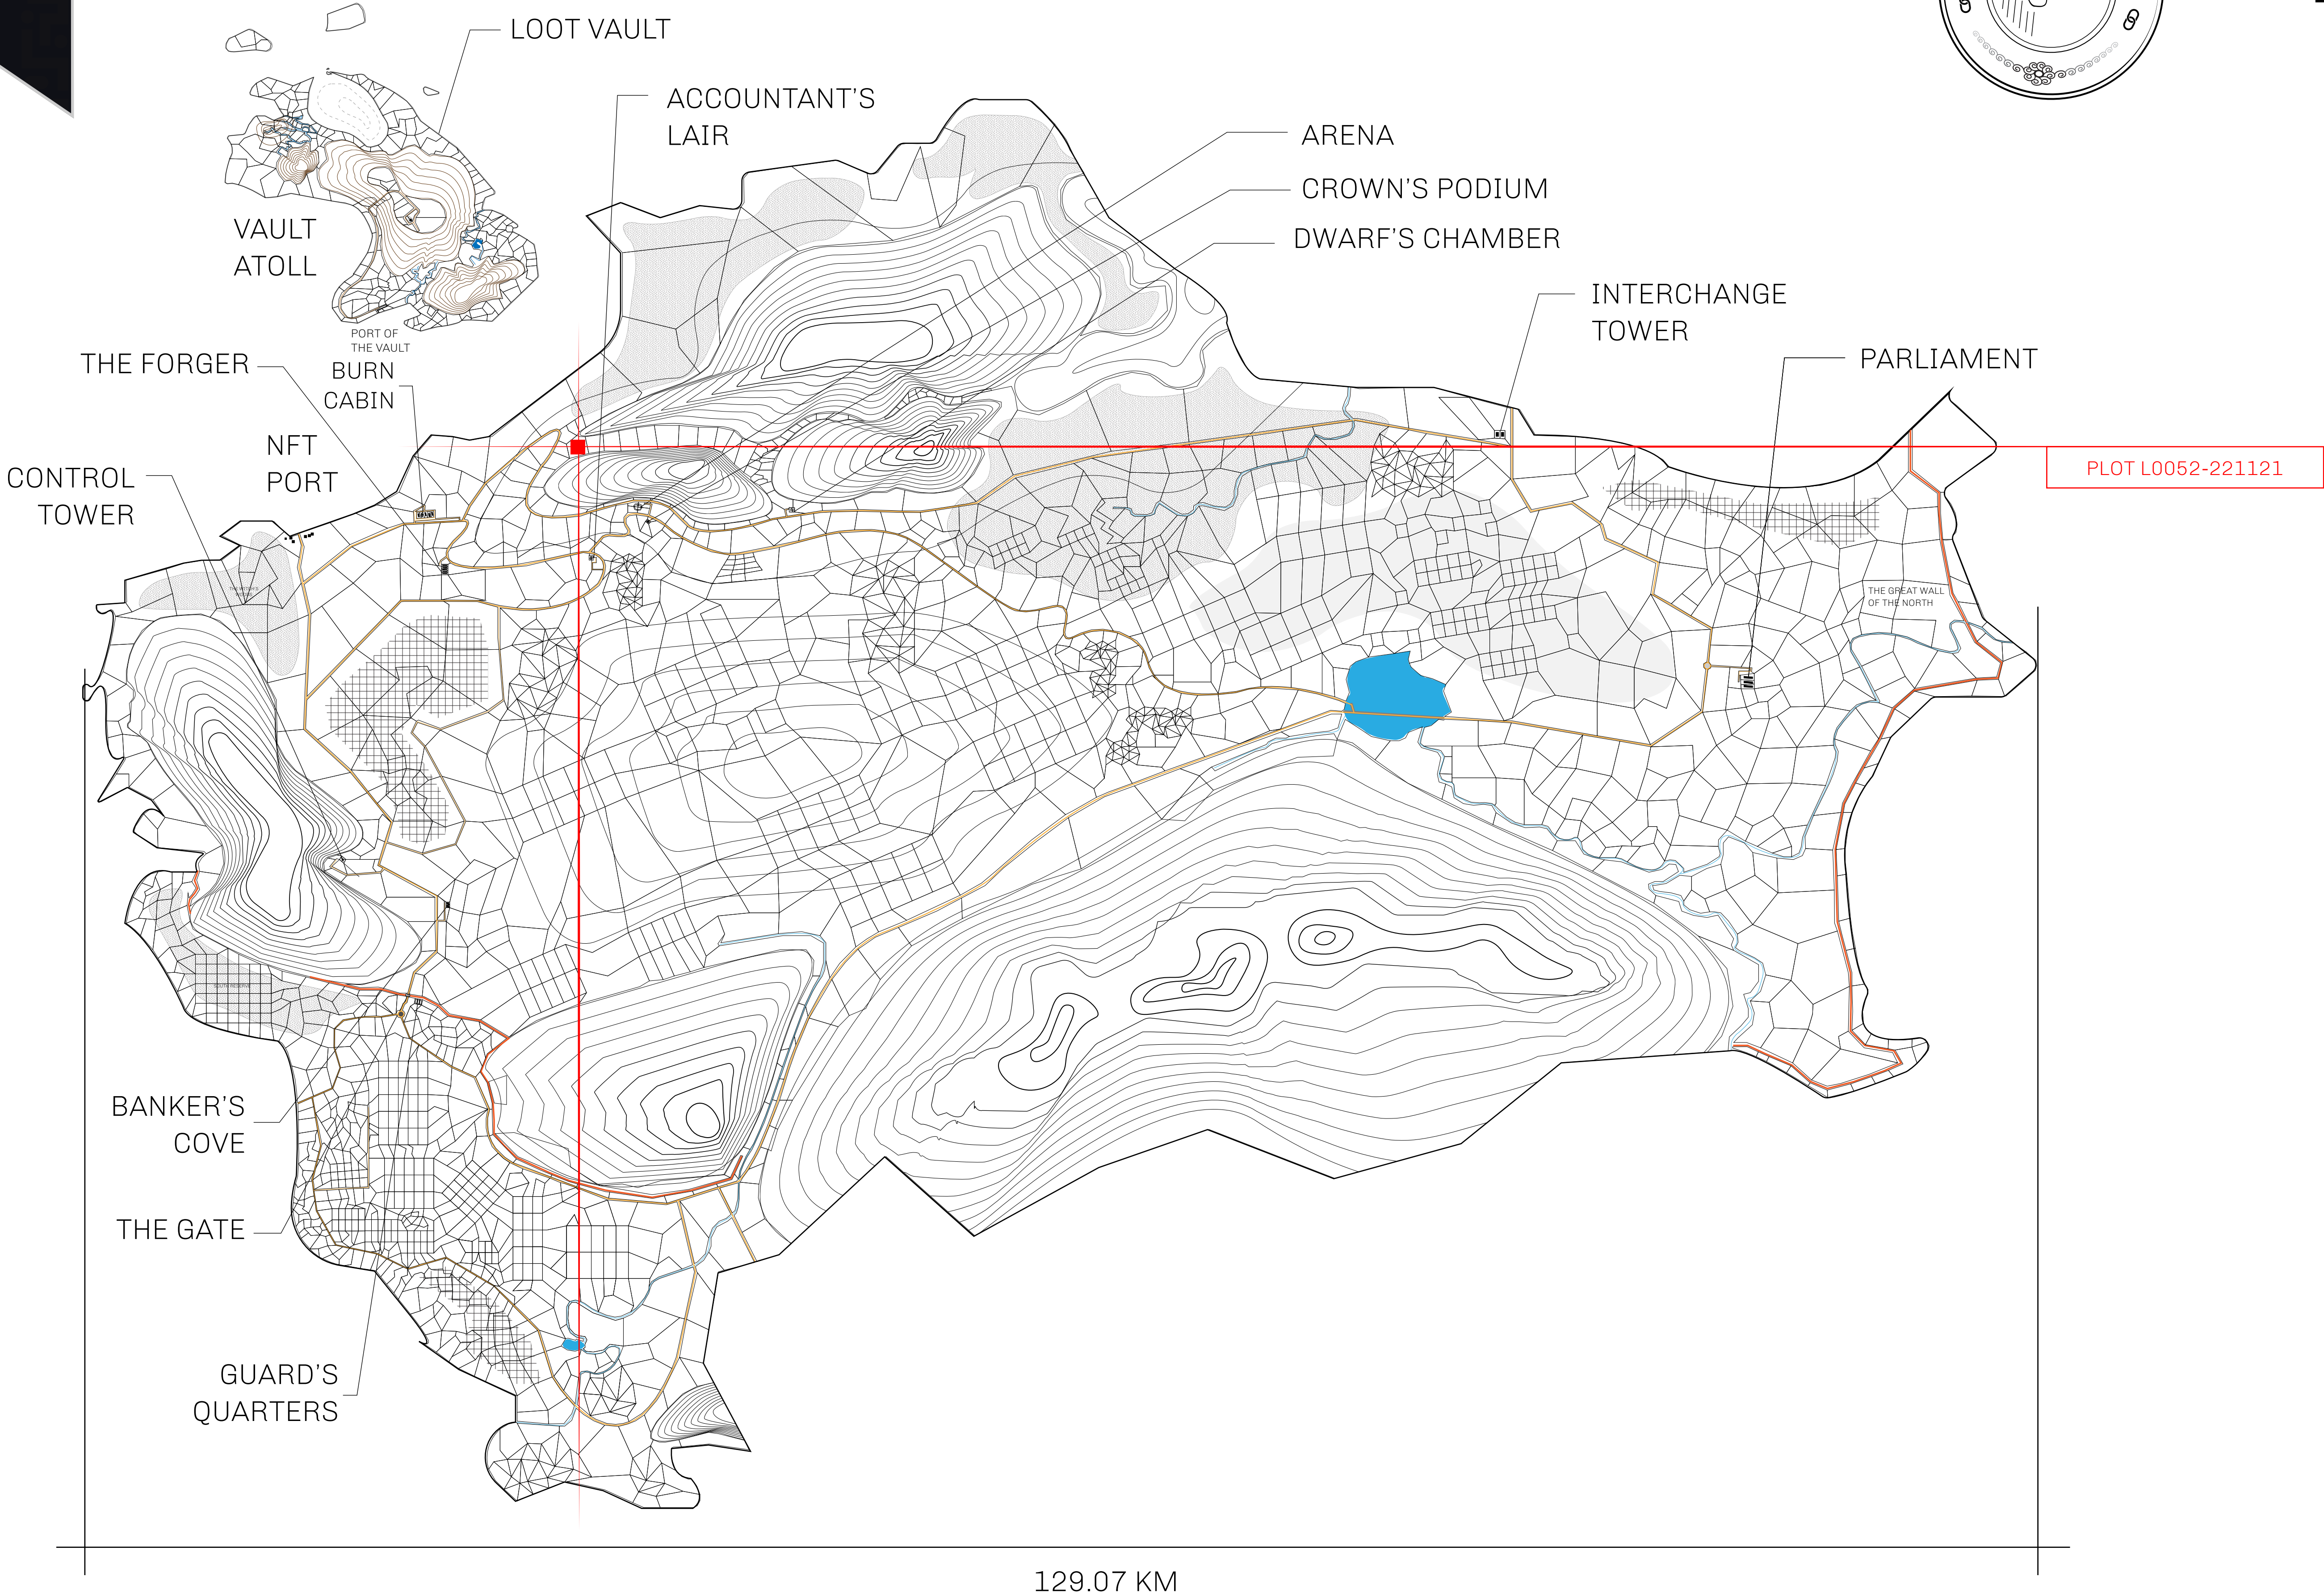 LOOT VAULT
ACCOUNTANT'S
LAIR
ARENA
CROWN'S PODIUM
DWARF'S CHAMBER
VAULT
ATOLL
INTERCHANGE
TOWER
PORT OF
THE VAULT
PARLIAMENT
THE FORGER
BURN
CABIN
NFT
PORT
CONTROL
TOWER
PLOT L0052-221121
THE GREAT WALL
OF THE NORTH
SOUTH RESERVE
BANKER'S
COVE
THE GATE
GUARD'S
QUARTERS
129.07 KM